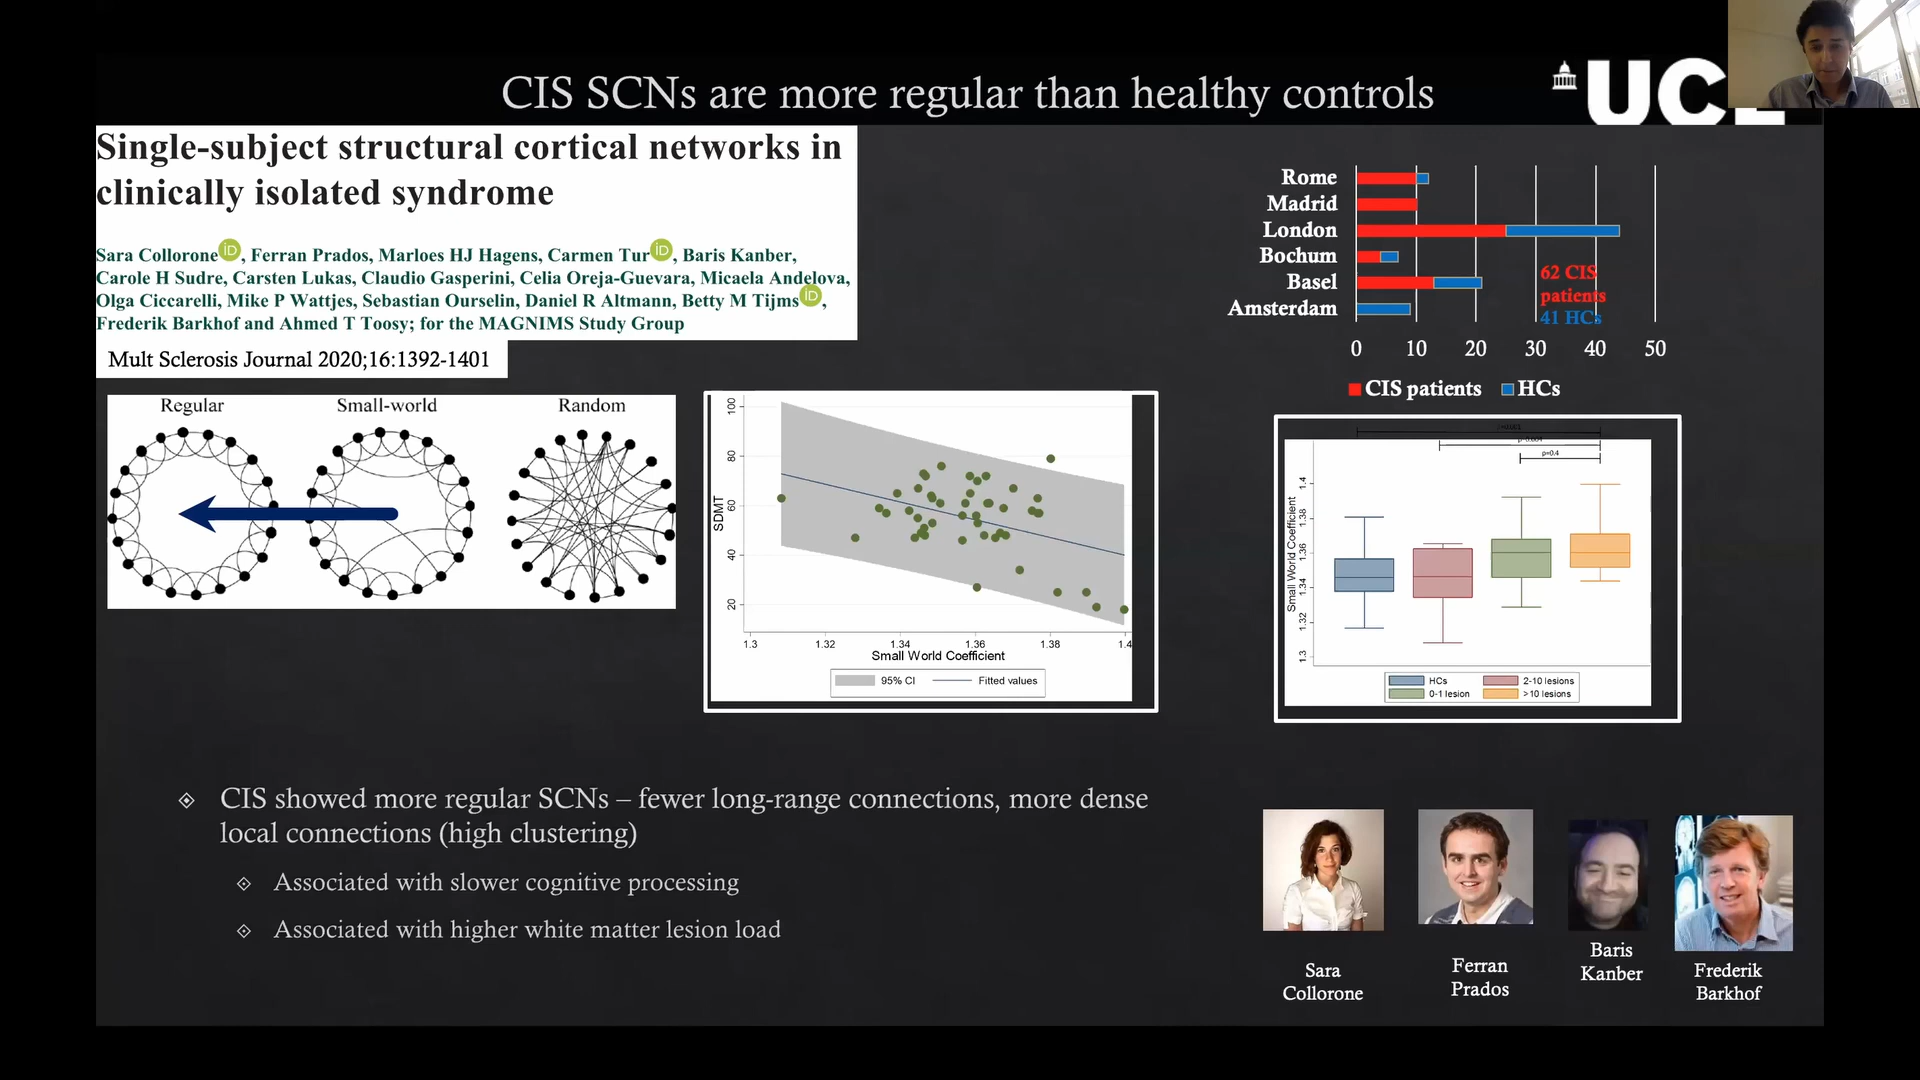 CIS SCNs are more regular than healthy controls
UCL
Single-subject structural cortical networks in
clinically isolated syndrome
Sara Collorone iD, Ferran Prados, Marloes HJ Hagens, Carmen Tur iD, Baris Kanber,
Carole H Sudre, Carsten Lukas, Claudio Gasperini, Celia Oreja-Guevara, Micaela Andelova,
Olga Ciccarelli, Mike P Wattjes, Sebastian Ourselin, Daniel R Altmann, Betty M Tijms iD,
Frederik Barkhof and Ahmed T Toosy; for the MAGNIMS Study Group
Mult Sclerosis Journal 2020;16:1392-1401
Rome
Madrid
London
Bochum
Basel
Amsterdam
62 CIS
patients
41 HCs
0 10 20 30 40 50
CIS patients HCs
Regular Small-world Random
SDMT
100
80
60
40
20
1.3 1.32 1.34 1.36 1.38 1.4
Small World Coefficient
95% CI Fitted values
p=0.4
Small World Coefficient
1.4
1.38
1.36
1.34
1.32
1.3
HCs 2-10 lesions
0-1 lesion >10 lesions
CIS showed more regular SCNs – fewer long-range connections, more dense
local connections (high clustering)
Associated with slower cognitive processing
Associated with higher white matter lesion load
Sara
Collorone
Ferran
Prados
Baris
Kanber
Frederik
Barkhof